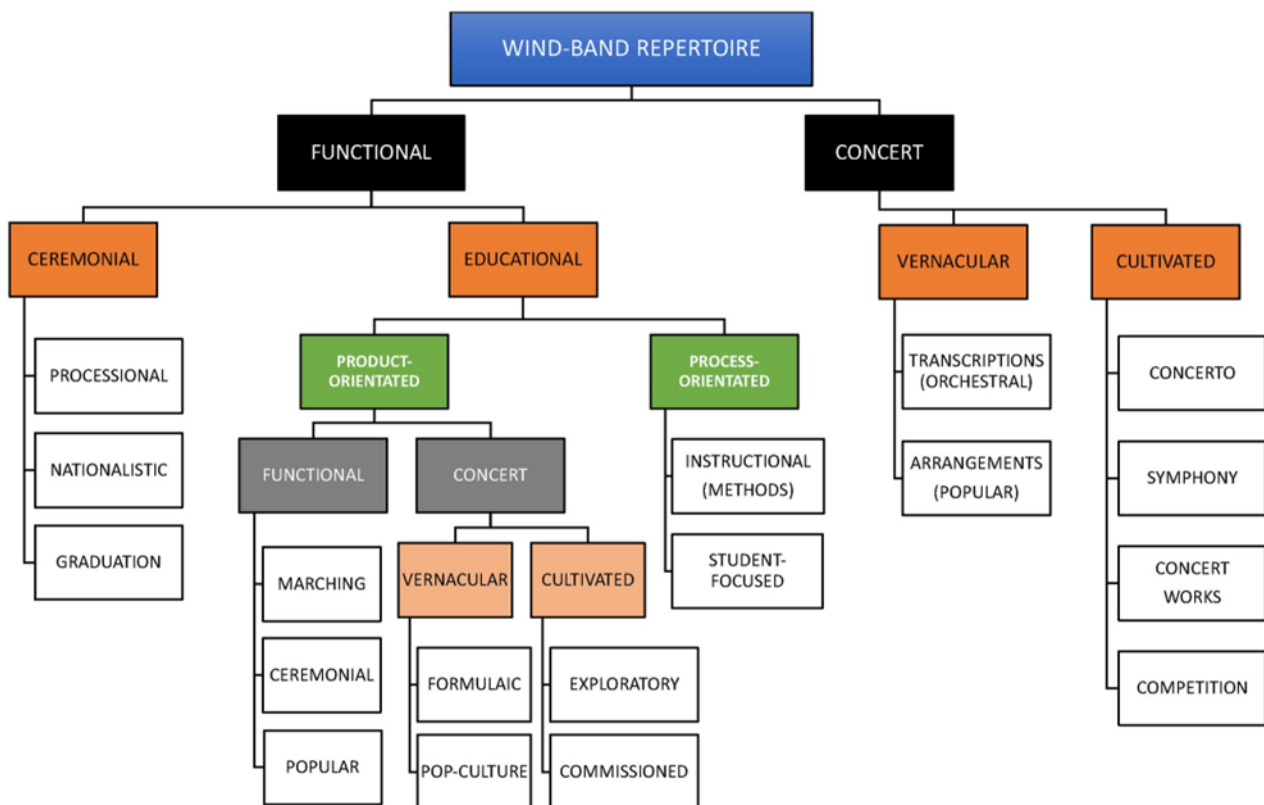 WIND-BAND REPERTOIRE
FUNCTIONAL
CONCERT
CEREMONIAL
EDUCATIONAL
VERNACULAR
CULTIVATED
PROCESSIONAL
NATIONALISTIC
GRADUATION
PRODUCT-
ORIENTATED
PROCESS-
ORIENTATED
FUNCTIONAL
CONCERT
MARCHING
CEREMONIAL
POPULAR
VERNACULAR
CULTIVATED
FORMULAIC
POP-CULTURE
EXPLORATORY
COMMISSIONED
INSTRUCTIONAL
(METHODS)
STUDENT-
FOCUSED
TRANSCRIPTIONS
(ORCHESTRAL)
ARRANGEMENTS
(POPULAR)
CONCERTO
SYMPHONY
CONCERT
WORKS
COMPETITION